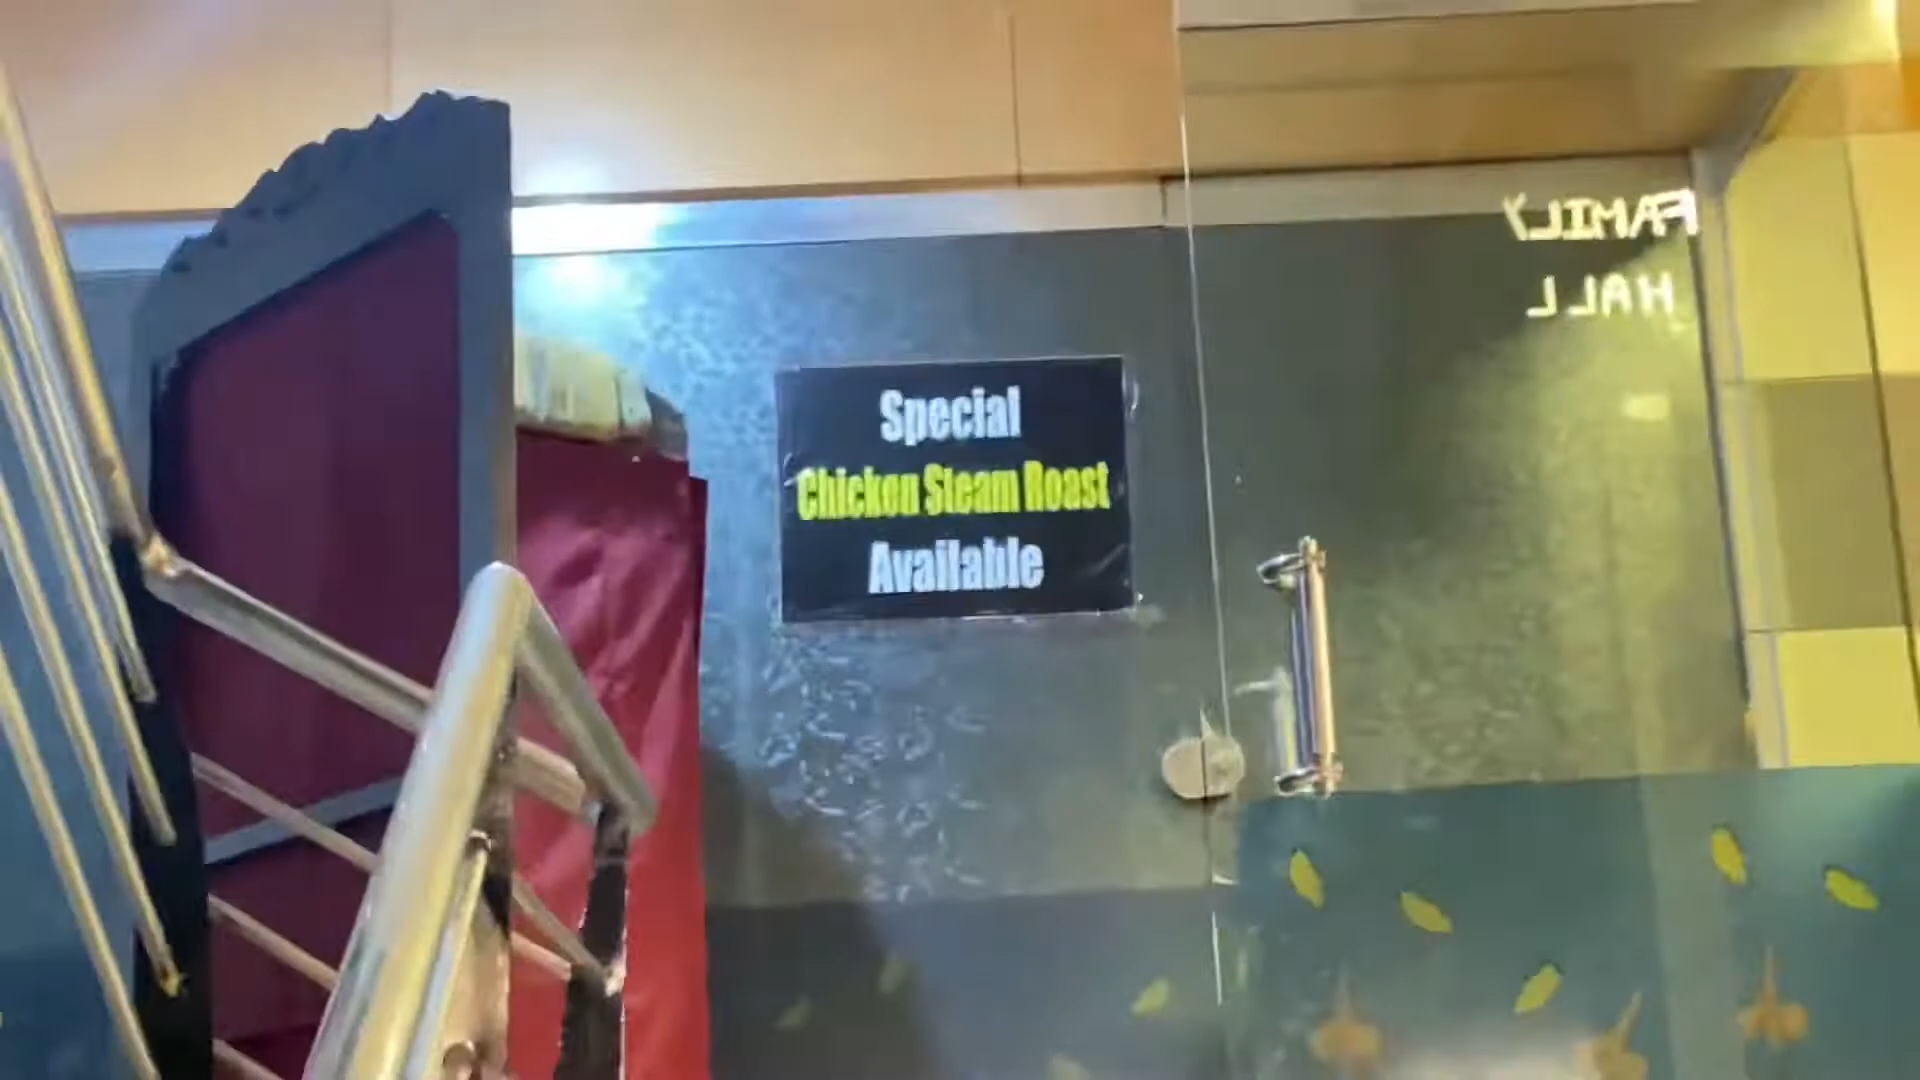 Special
Chicken Steam Roast
Available
FAMILY
HALL